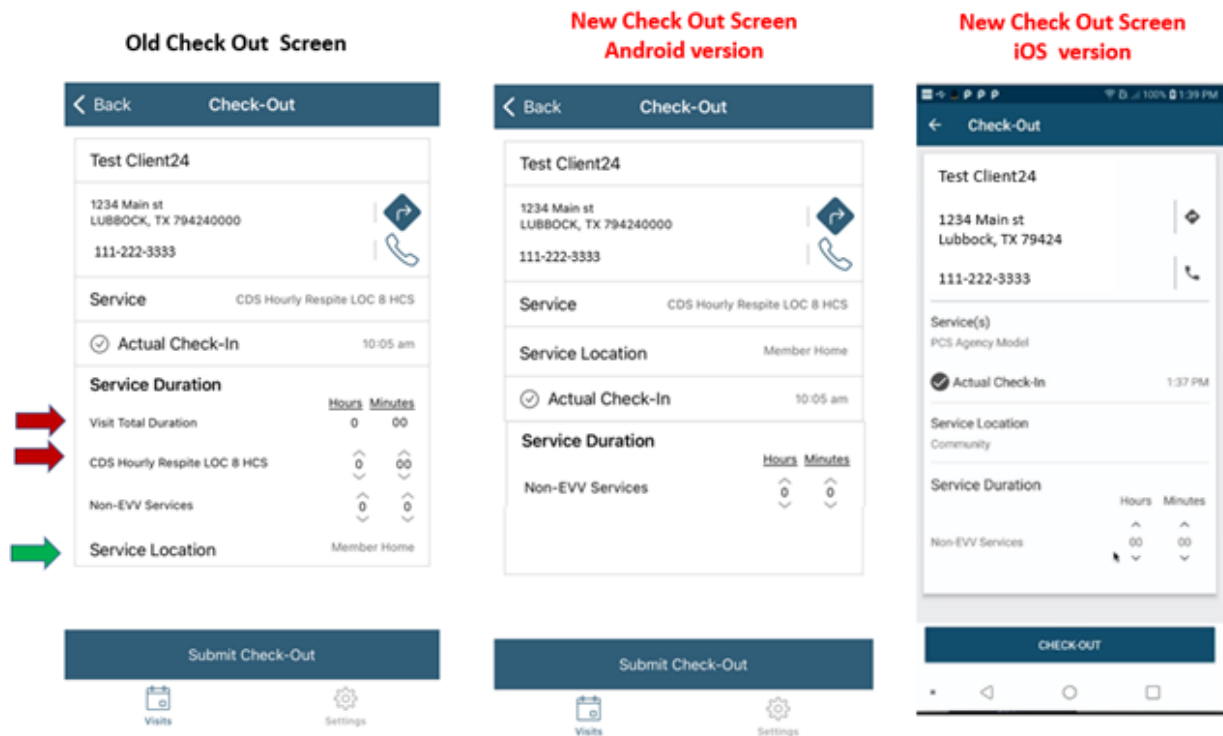 Old Check Out Screen
Back Check-Out
Test Client24
1234 Main st
LUBBOCK, TX 794240000
111-222-3333
Service CDS Hourly Respite LOC 8 HCS
Actual Check-In 10:05 am
Service Duration
Hours Minutes
Visit Total Duration 0 00
CDS Hourly Respite LOC 8 HCS 0 00
Non-EVV Services 0 0
Service Location Member Home
Submit Check-Out
Visits Settings
New Check Out Screen
Android version
Back Check-Out
Test Client24
1234 Main st
LUBBOCK, TX 794240000
111-222-3333
Service CDS Hourly Respite LOC 8 HCS
Service Location Member Home
Actual Check-In 10:05 am
Service Duration
Hours Minutes
Non-EVV Services 0 0
Submit Check-Out
Visits Settings
New Check Out Screen
iOS version
100% 1:39 PM
Check-Out
Test Client24
1234 Main st
Lubbock, TX 79424
111-222-3333
Service(s)
PCS Agency Model
Actual Check-In 1:37 PM
Service Location
Community
Service Duration
Hours Minutes
Non-EVV Services 00 00
CHECK-OUT